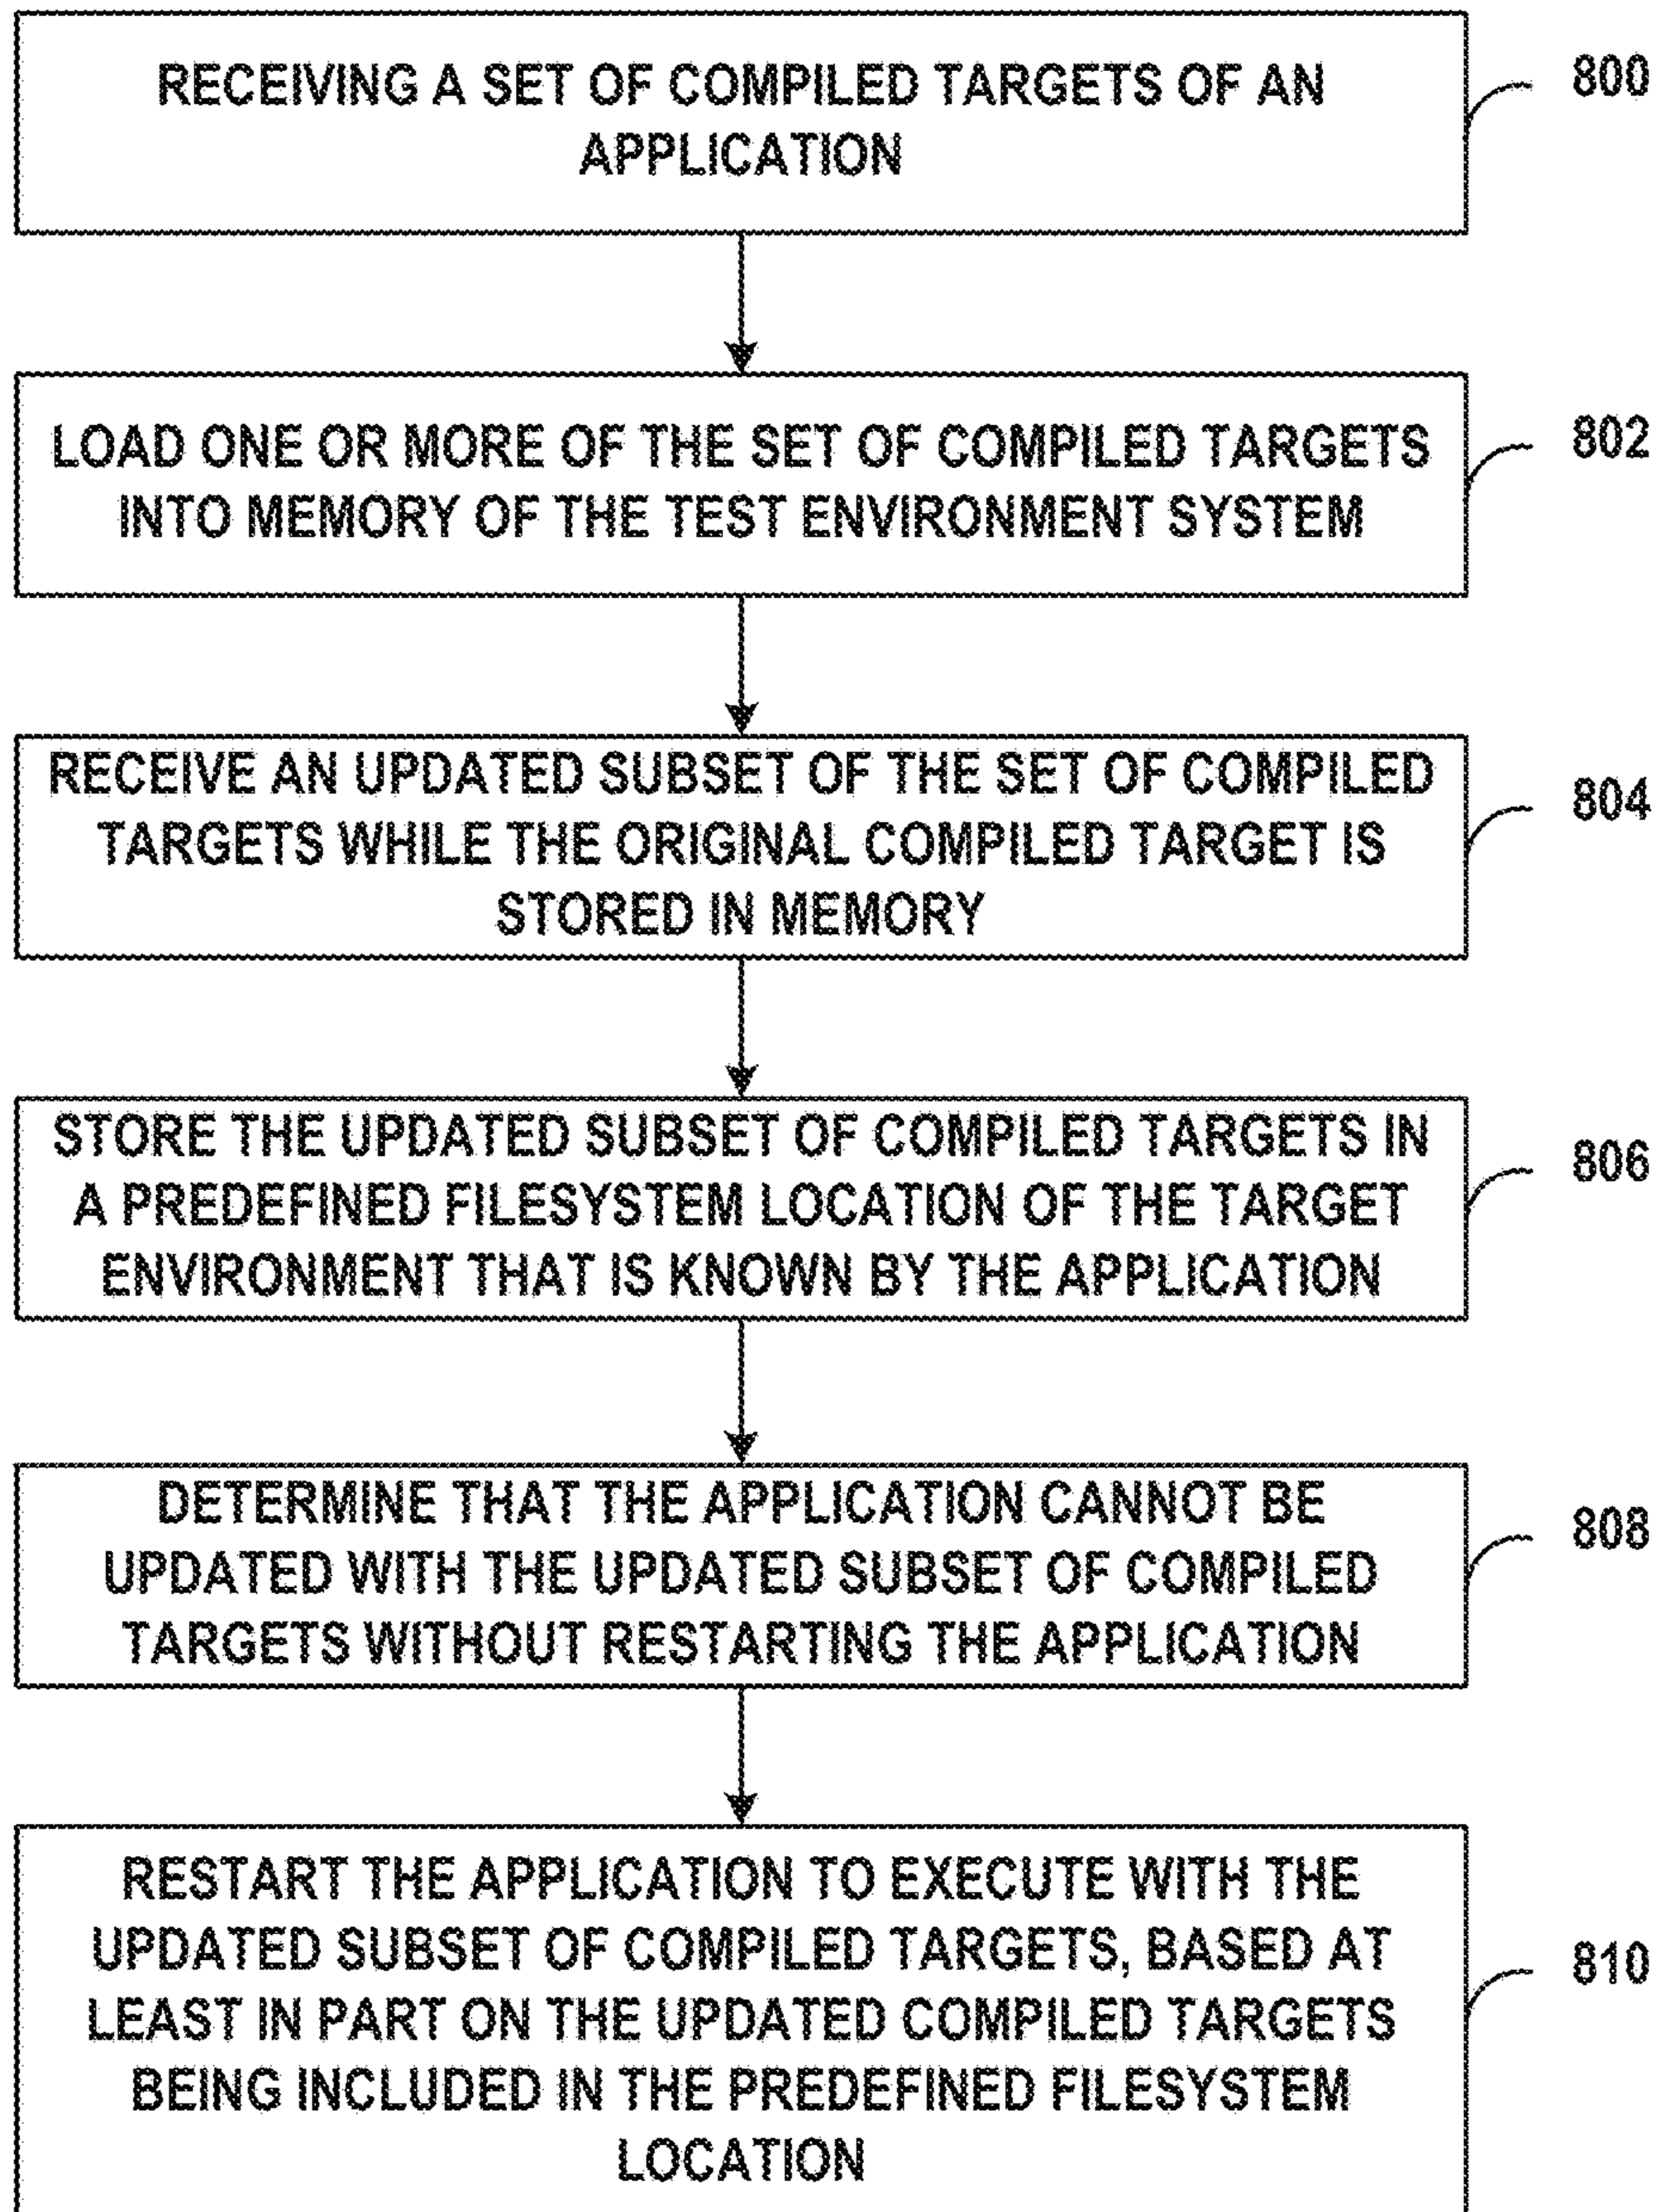 RECEIVING A SET OF COMPILED TARGETS OF AN
APPLICATION
800
LOAD ONE OR MORE OF THE SET OF COMPILED TARGETS
INTO MEMORY OF THE TEST ENVIRONMENT SYSTEM
802
RECEIVE AN UPDATED SUBSET OF THE SET OF COMPILED
TARGETS WHILE THE ORIGINAL COMPILED TARGET IS
STORED IN MEMORY
804
STORE THE UPDATED SUBSET OF COMPILED TARGETS IN
A PREDEFINED FILESYSTEM LOCATION OF THE TARGET
ENVIRONMENT THAT IS KNOWN BY THE APPLICATION
806
DETERMINE THAT THE APPLICATION CANNOT BE
UPDATED WITH THE UPDATED SUBSET OF COMPILED
TARGETS WITHOUT RESTARTING THE APPLICATION
808
RESTART THE APPLICATION TO EXECUTE WITH THE
UPDATED SUBSET OF COMPILED TARGETS, BASED AT
LEAST IN PART ON THE UPDATED COMPILED TARGETS
BEING INCLUDED IN THE PREDEFINED FILESYSTEM
LOCATION
810